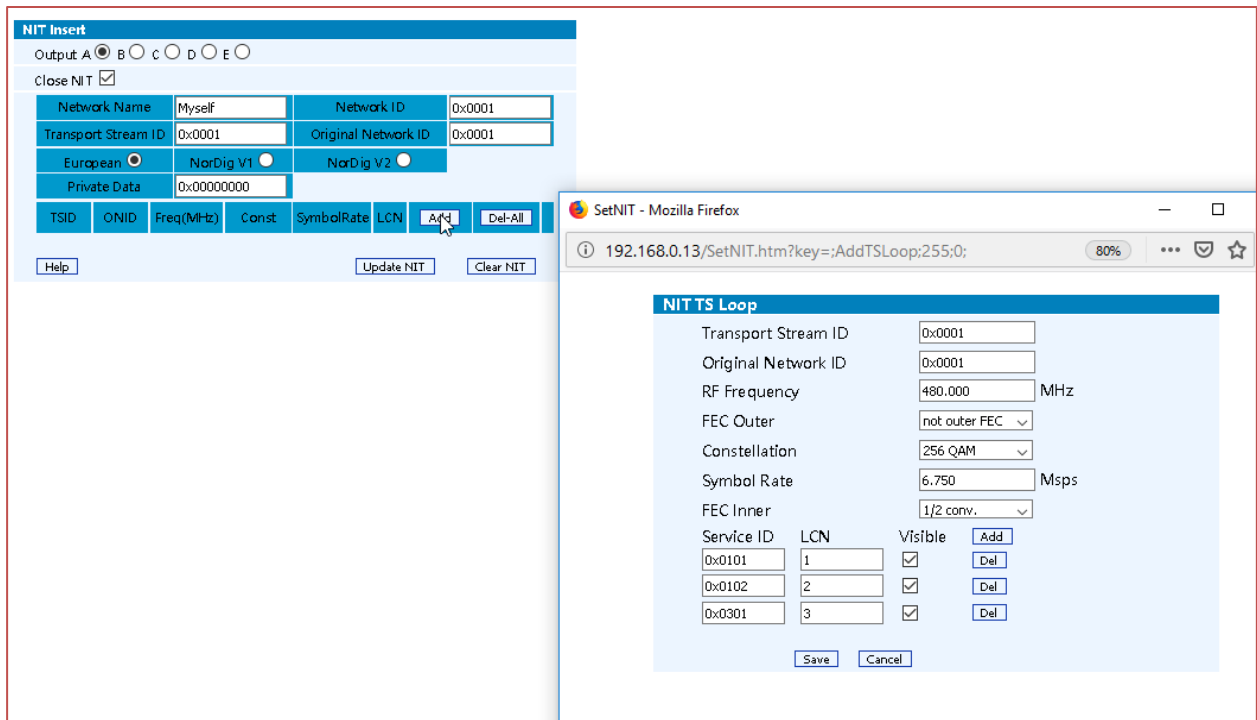 NIT Insert
Output A B C D E
Close NIT
Network Name Myself Network ID 0x0001
Transport Stream ID 0x0001 Original Network ID 0x0001
European NorDig V1 NorDig V2
Private Data 0x00000000
TSID ONID Freq(MHz) Const SymbolRate LCN Add Del-All
Help Update NIT Clear NIT
SetNIT - Mozilla Firefox
192.168.0.13/SetNIT.htm?key=;AddTSLoop;255;0; 80%
NIT TS Loop
Transport Stream ID 0x0001
Original Network ID 0x0001
RF Frequency 480.000 MHz
FEC Outer not outer FEC
Constellation 256 QAM
Symbol Rate 6.750 Msps
FEC Inner 1/2 conv.
Service ID LCN Visible Add
0x0101 1 Del
0x0102 2 Del
0x0301 3 Del
Save Cancel